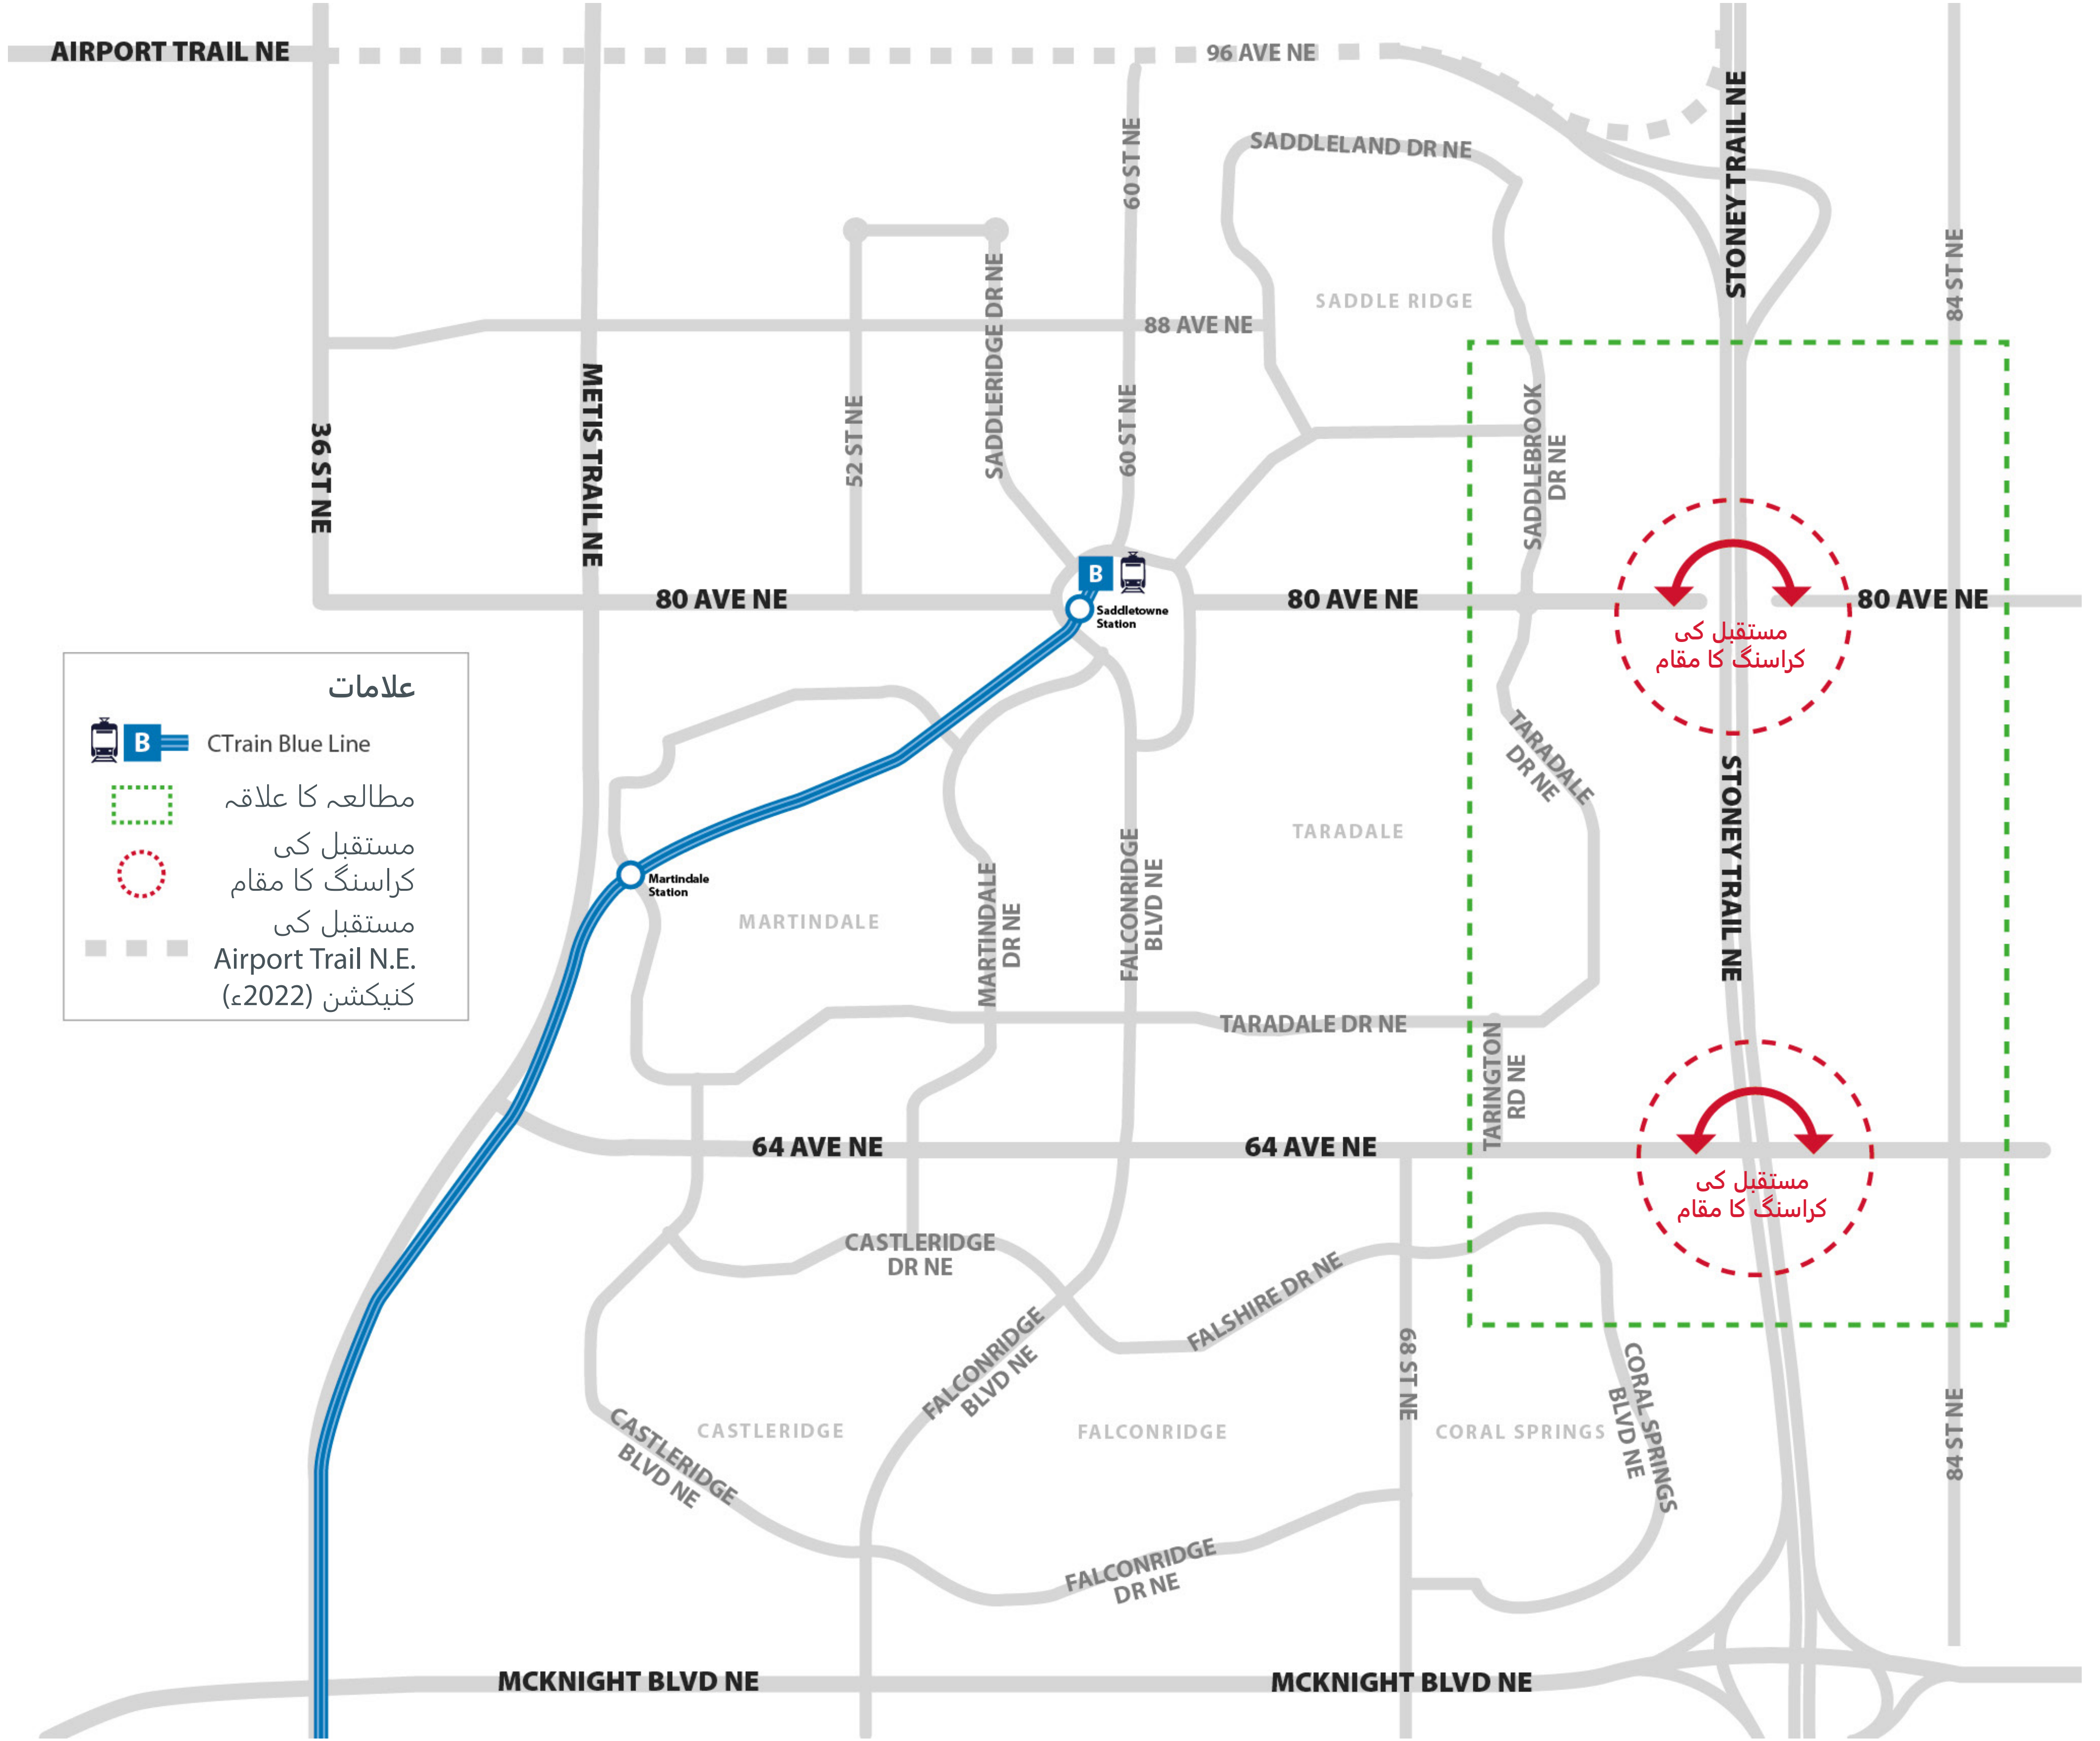 AIRPORT TRAIL NE
96 AVE NE
STONEY TRAIL NE
60 ST NE
SADDLELAND DR NE
84 ST NE
SADDLERIDGE DR NE
SADDLE RIDGE
88 AVE NE
METIS TRAIL NE
36 ST NE
52 ST NE
60 ST NE
SADDLEBROOK
DR NE
B
Saddletowne
Station
80 AVE NE
80 AVE NE
80 AVE NE
مستقبل کی
کراسنگ کا مقام
علامات
B
CTrain Blue Line
مطالعہ کا علاقہ
مستقبل کی
کراسنگ کا مقام
مستقبل کی
Airport Trail N.E.
کنیکشن (2022ء)
TARADALE
DR NE
STONEY TRAIL NE
TARADALE
Martindale
Station
MARTINDALE
MARTINDALE
DR NE
FALCONRIDGE
BLVD NE
TARADALE DR NE
TARINGTON
RD NE
64 AVE NE
64 AVE NE
مستقبل کی
کراسنگ کا مقام
CASTLERIDGE
DR NE
FALSHIRE DR NE
FALCONRIDGE
BLVD NE
68 ST NE
CORAL SPRINGS
BLVD NE
84 ST NE
CASTLERIDGE
BLVD NE
CASTLERIDGE
FALCONRIDGE
CORAL SPRINGS
FALCONRIDGE
DR NE
MCKNIGHT BLVD NE
MCKNIGHT BLVD NE